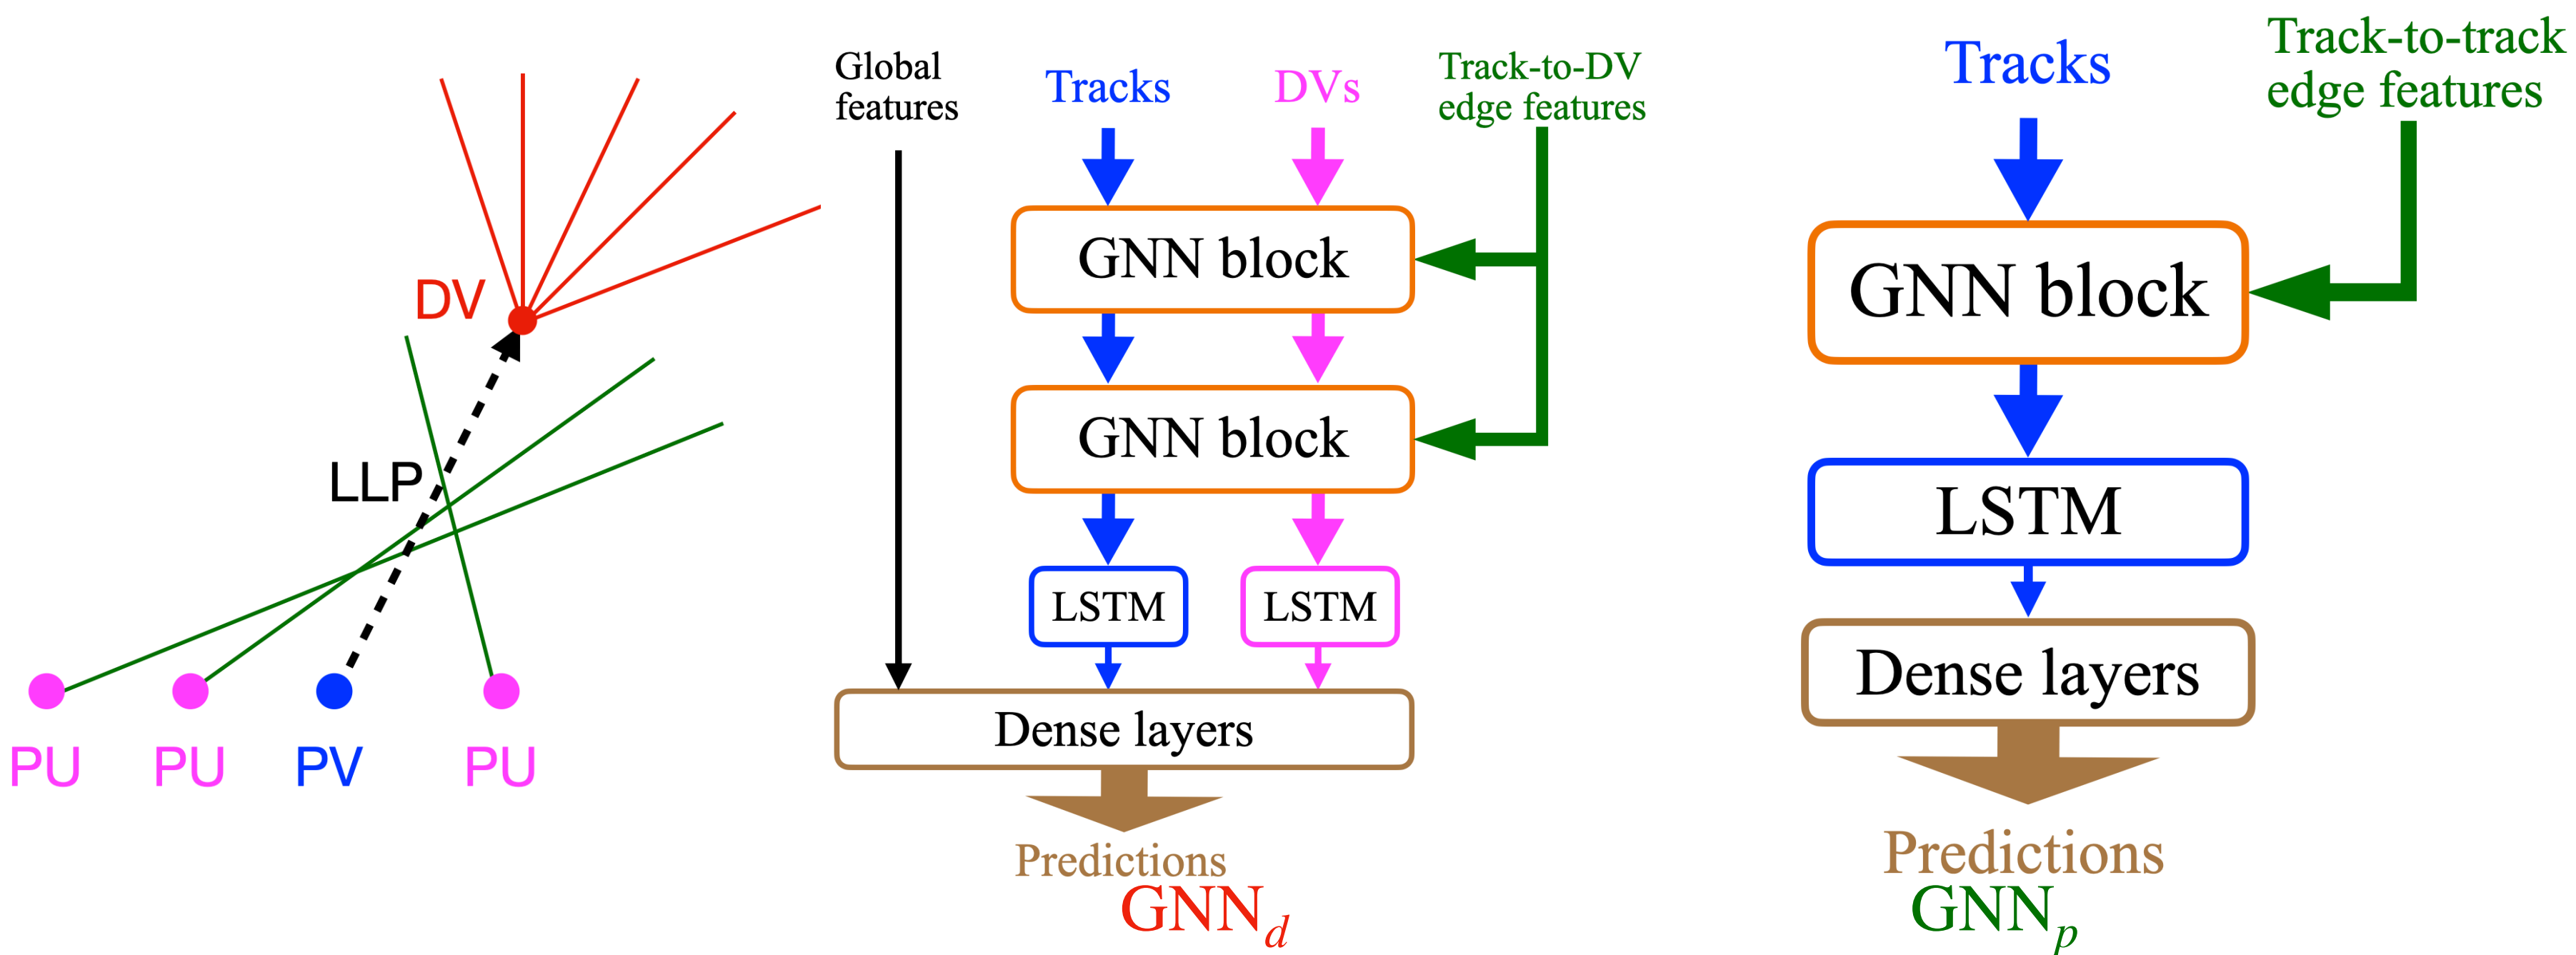 DV
LLP
PU
PU
PV
PU
Global
features
Tracks
DVs
Track-to-DV
edge features
GNN block
GNN block
LSTM
LSTM
Dense layers
Predictions
GNNd
Tracks
Track-to-track
edge features
GNN block
LSTM
Dense layers
Predictions
GNNp